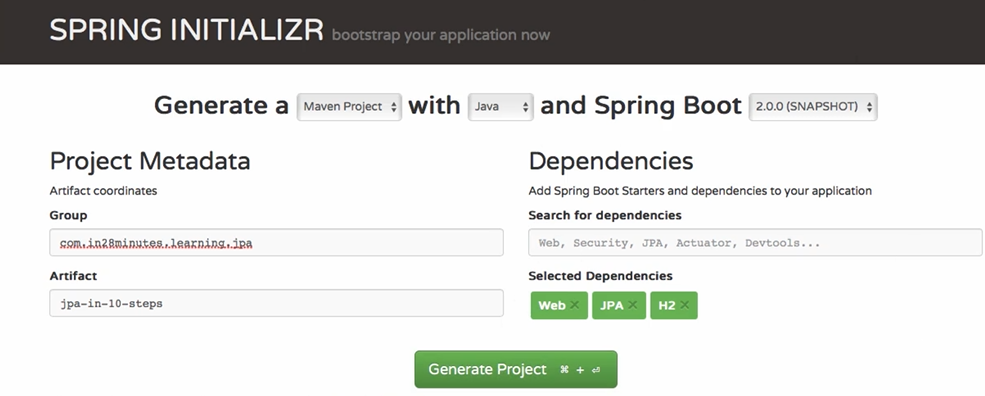 SPRING INITIALIZR bootstrap your application now
Generate a Maven Project with Java and Spring Boot 2.0.0 (SNAPSHOT)
Project Metadata
Artifact coordinates
Group
com.in28minutes.learning.jpa
Artifact
jpa-in-10-steps
Dependencies
Add Spring Boot Starters and dependencies to your application
Search for dependencies
Web, Security, JPA, Actuator, Devtools...
Selected Dependencies
Web × JPA × H2 ×
Generate Project ⌘ + ⏎